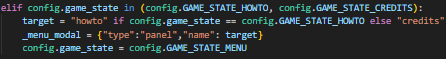 elif config.game_state in (config.GAME_STATE_HOWTO, config.GAME_STATE_CREDITS):
    target = "howto" if config.game_state == config.GAME_STATE_HOWTO else "credits"
    _menu_modal = {"type":"panel","name": target}
    config.game_state = config.GAME_STATE_MENU